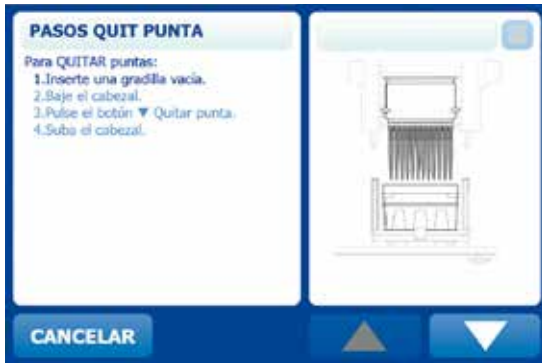 PASOS QUIT PUNTA
Para QUITAR puntas:
1.Inserte una gradilla vacía.
2.Baje el cabezal.
3.Pulse el botón ▼ Quitar punta.
4.Suba el cabezal.
CANCELAR